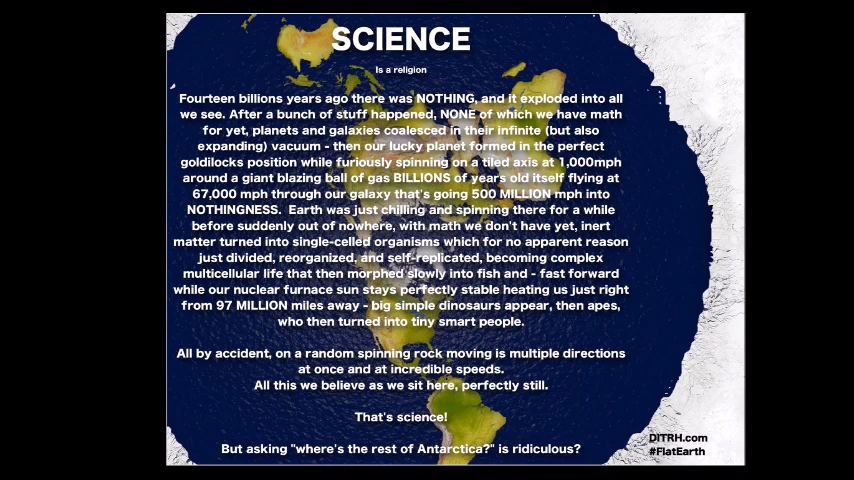 SCIENCE
Is a religion
Fourteen billions years ago there was NOTHING, and it exploded into all
we see. After a bunch of stuff happened, NONE of which we have math
for yet, planets and galaxies coalesced in their infinite (but also
expanding) vacuum - then our lucky planet formed in the perfect
goldilocks position while furiously spinning on a tiled axis at 1,000mph
around a giant blazing ball of gas BILLIONS of years old itself flying at
67,000 mph through our galaxy that's going 500 MILLION mph into
NOTHINGNESS. Earth was just chilling and spinning there for a while
before suddenly out of nowhere, with math we don't have yet, inert
matter turned into single-celled organisms which for no apparent reason
just divided, reorganized, and self-replicated, becoming complex
multicellular life that then morphed slowly into fish and - fast forward
while our nuclear furnace sun stays perfectly stable heating us just right
from 97 MILLION miles away - big simple dinosaurs appear, then apes,
who then turned into tiny smart people.
All by accident, on a random spinning rock moving is multiple directions
at once and at incredible speeds.
All this we believe as we sit here, perfectly still.
That's science!
But asking "where's the rest of Antarctica?" is ridiculous?
DITRH.com
#FlatEarth